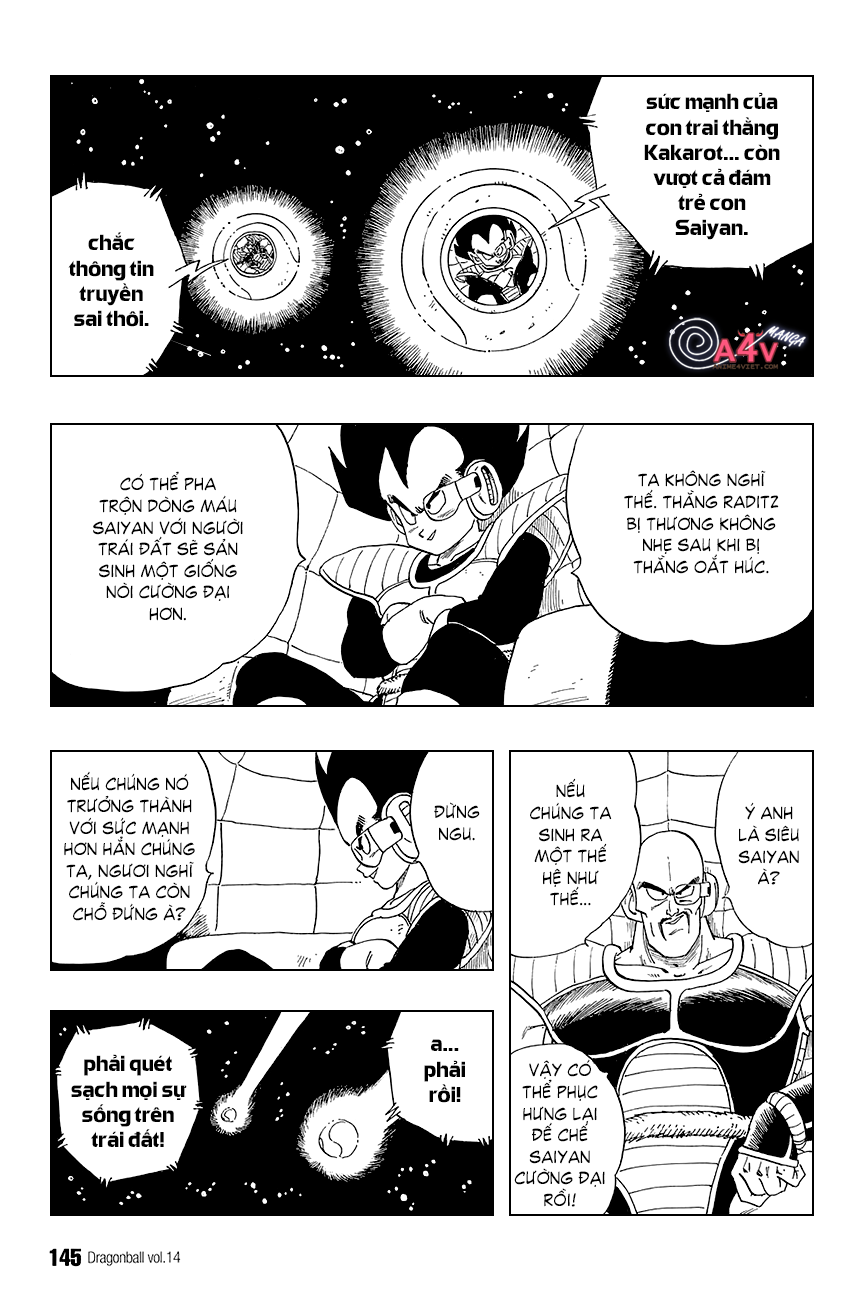 sức mạnh của
con trai thằng
Kakarot... còn
vượt cả đám
trẻ con
Saiyan.
chắc
thông tin
truyền
sai thôi.
A4V MANGA
ANIME4VIET.COM
TA KHÔNG NGHĨ
THẾ. THẰNG RADITZ
BỊ THƯƠNG KHÔNG
NHẸ SAU KHI BỊ
THẰNG OẮT HÚC.
CÓ THỂ PHA
TRỘN DÒNG MÁU
SAIYAN VỚI NGƯỜI
TRÁI ĐẤT SẼ SẢN
SINH MỘT GIỐNG
NÒI CƯỜNG ĐẠI
HƠN.
Ý ANH
LÀ SIÊU
SAIYAN
À?
NẾU
CHÚNG TA
SINH RA
MỘT THẾ
HỆ NHƯ
THẾ...
VẬY CÓ
THỂ PHỤC
HƯNG LẠI
ĐẾ CHẾ
SAIYAN
CƯỜNG ĐẠI
RỒI!
ĐỪNG
NGU.
NẾU CHÚNG NÓ
TRƯỞNG THÀNH
VỚI SỨC MẠNH
HƠN HẲN CHÚNG
TA, NGƯƠI NGHĨ
CHÚNG TA CÒN
CHỖ ĐỨNG À?
a...
phải
rồi!
phải quét
sạch mọi sự
sống trên
trái đất!
145 Dragonball vol.14